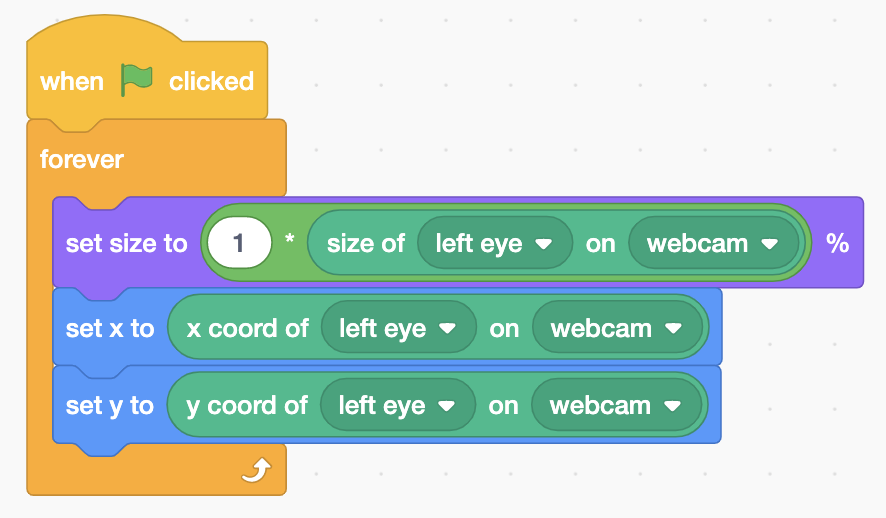 when clicked
forever
set size to 1 * size of left eye on webcam %
set x to x coord of left eye on webcam
set y to y coord of left eye on webcam